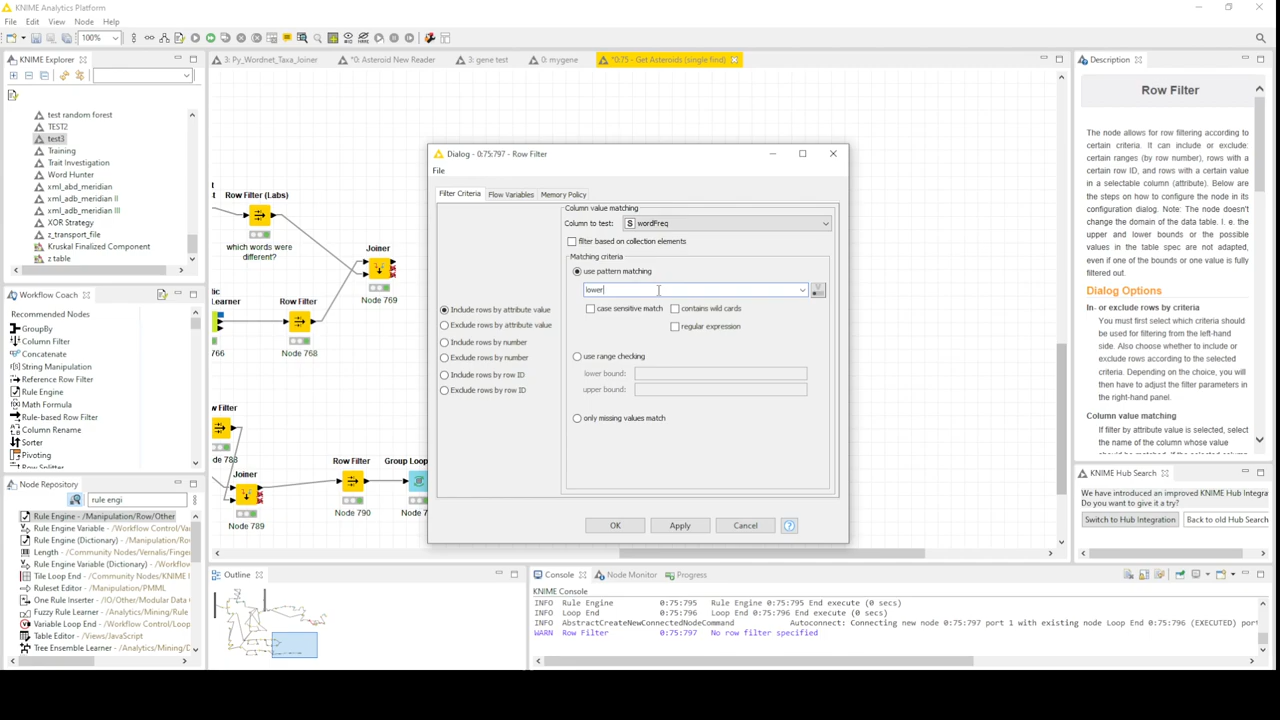 KNIME Analytics Platform
File Edit View Node Help
100%
KNIME Explorer
3: Py_Wordnet_Taxa_Joiner
*0: Asteroid New Reader
3: gene test
0: mygene
*0:75 - Get Asteroids (single find)
Description
test random forest
TEST2
test3
Training
Trait Investigation
Word Hunter
xml_abd_meridian
xml_adb_meridian II
xml_adb_meridian III
XOR Strategy
z_transport_file
Kruskal Kinginal Component
z table
Workflow Coach
Recommended Nodes
GroupBy
Column Filter
Concatenate
String Manipulation
Reference Row Filter
Rule Engine
Math Formula
Rule-based Row Filter
Column Rename
Sorter
Pivoting
Row Splitter
Node Repository
rule engi
Rule Engine - /Manipulation/Row/Other
Rule Engine Variable - /Workflow Control/Va
Rule Engine (Dictionary) - /Manipulation/Ro
Length - /Community Nodes/Vernalis/Finger
Rule Engine Variable (Dictionary) - /Workflow
Tile Loop End - /Community Nodes/KNIME I
Ruleset Editor - /Manipulation/PMML
One Row Inserter - /IO/Other/Modular Data
Fuzzy Rule Learner - /Analytics/Mining/Rule
Variable Loop End - /Workflow Control/Loop
Table Editor - /Views/JavaScript
Tree Ensemble Learner - /Analytics/Mining/D
Row Filter (Labs)
which words were
different?
Joiner
Node 769
Learner
Row Filter
766
Node 768
Joiner
Node 789
Row Filter
Node 790
Group Loop
Dialog - 0:75:797 - Row Filter
File
Filter Criteria
Flow Variables
Memory Policy
Include rows by attribute value
Exclude rows by attribute value
Include rows by number
Exclude rows by number
Include rows by row ID
Exclude rows by row ID
Column value matching
Column to test:
S wordFreq
filter based on collection elements
Matching criteria
use pattern matching
lower
case sensitive match
contains wild cards
regular expression
use range checking
lower bound:
upper bound:
only missing values match
OK
Apply
Cancel
Row Filter
The node allows for row filtering according to
certain criteria. It can include or exclude:
certain ranges (by row number), rows with a
certain row ID, and rows with a certain value
in a selectable column (attribute). Below are
the steps on how to configure the node in its
configuration dialog. Note: The node doesn't
change the domain of the data table. I. e. the
upper and lower bounds or the possible
values in the table spec are not adapted,
even if one of the bounds or one value is fully
filtered out.
Dialog Options
In- or exclude rows by criteria
You must first select which criteria should
be used for filtering from the left-hand
side. Also choose whether to include or
exclude rows according to the selected
criteria. Depending on the choice, you will
then have to adjust the filter parameters in
the right-hand panel.
Column value matching
If filter by attribute value is selected, select
the name of the column whose value
KNIME Hub Search
We have introduced an improved KNIME Hub Integra
Do you want to give it a try?
Switch to Hub Integration
Back to old Hub Search
Outline
Console
Node Monitor
Progress
KNIME Console
INFO Rule Engine 0:75:795 Rule Engine 0:75:795 End execute (0 secs)
INFO Loop End 0:75:796 Loop End 0:75:796 End execute (0 secs)
INFO AbstractCreateNewConnectedNodeCommand Autoconnect: Connecting new node 0:75:797 port 1 with existing node Loop End 0:75:796 (EXECUTED) port
WARN Row Filter 0:75:797 No row filter specified